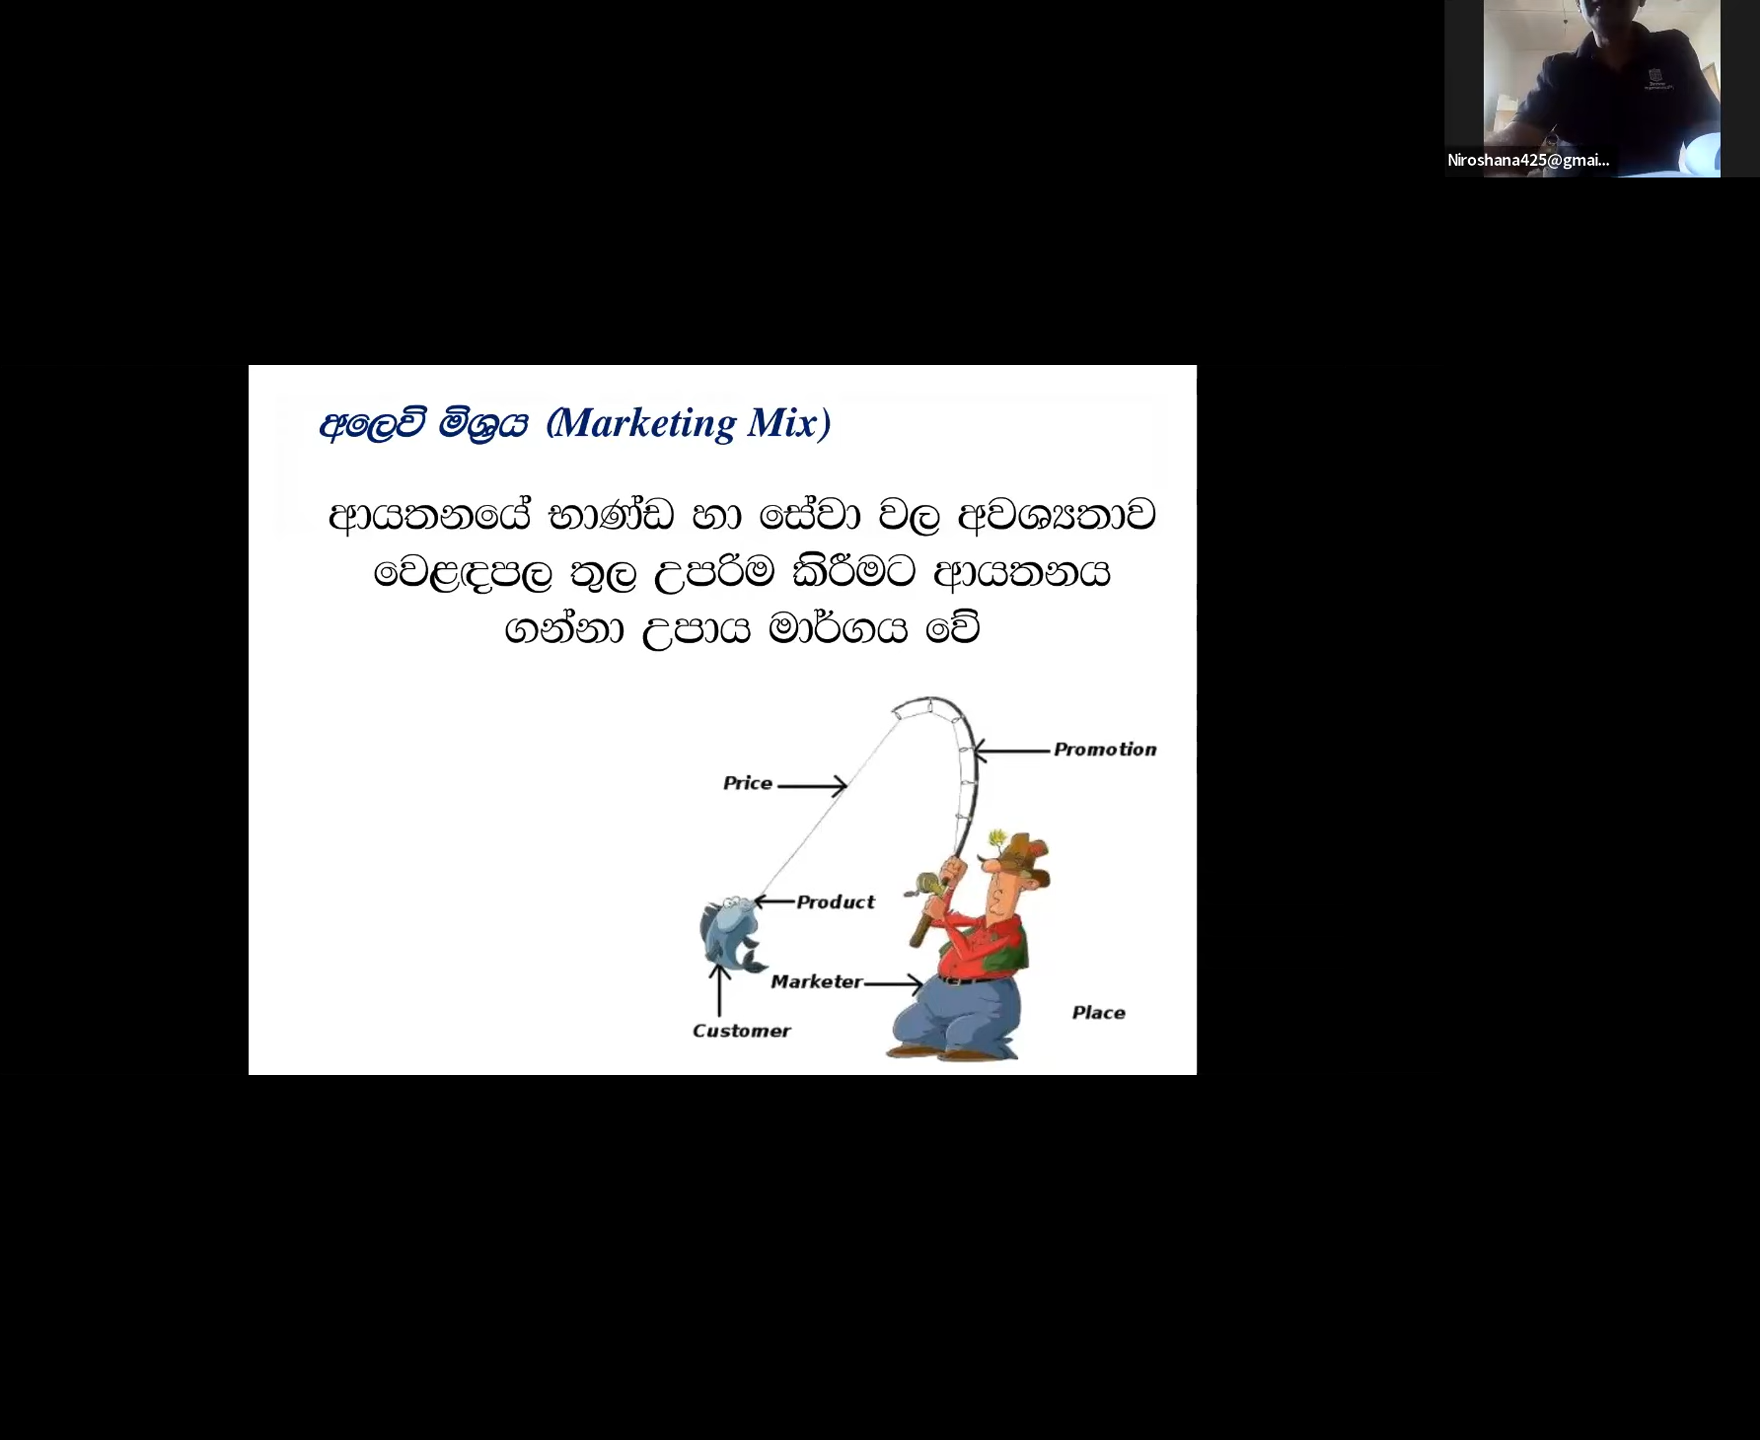 Niroshana425@gmai...
අලෙවි මිශ්‍රය (Marketing Mix)
ආයතනයේ භාණ්ඩ හා සේවා වල අවශ්‍යතාව
වෙළඳපල තුල උපරිම කිරීමට ආයතනය
ගන්නා උපාය මාර්ගය වේ
Promotion
Price
Product
Marketer
Place
Customer